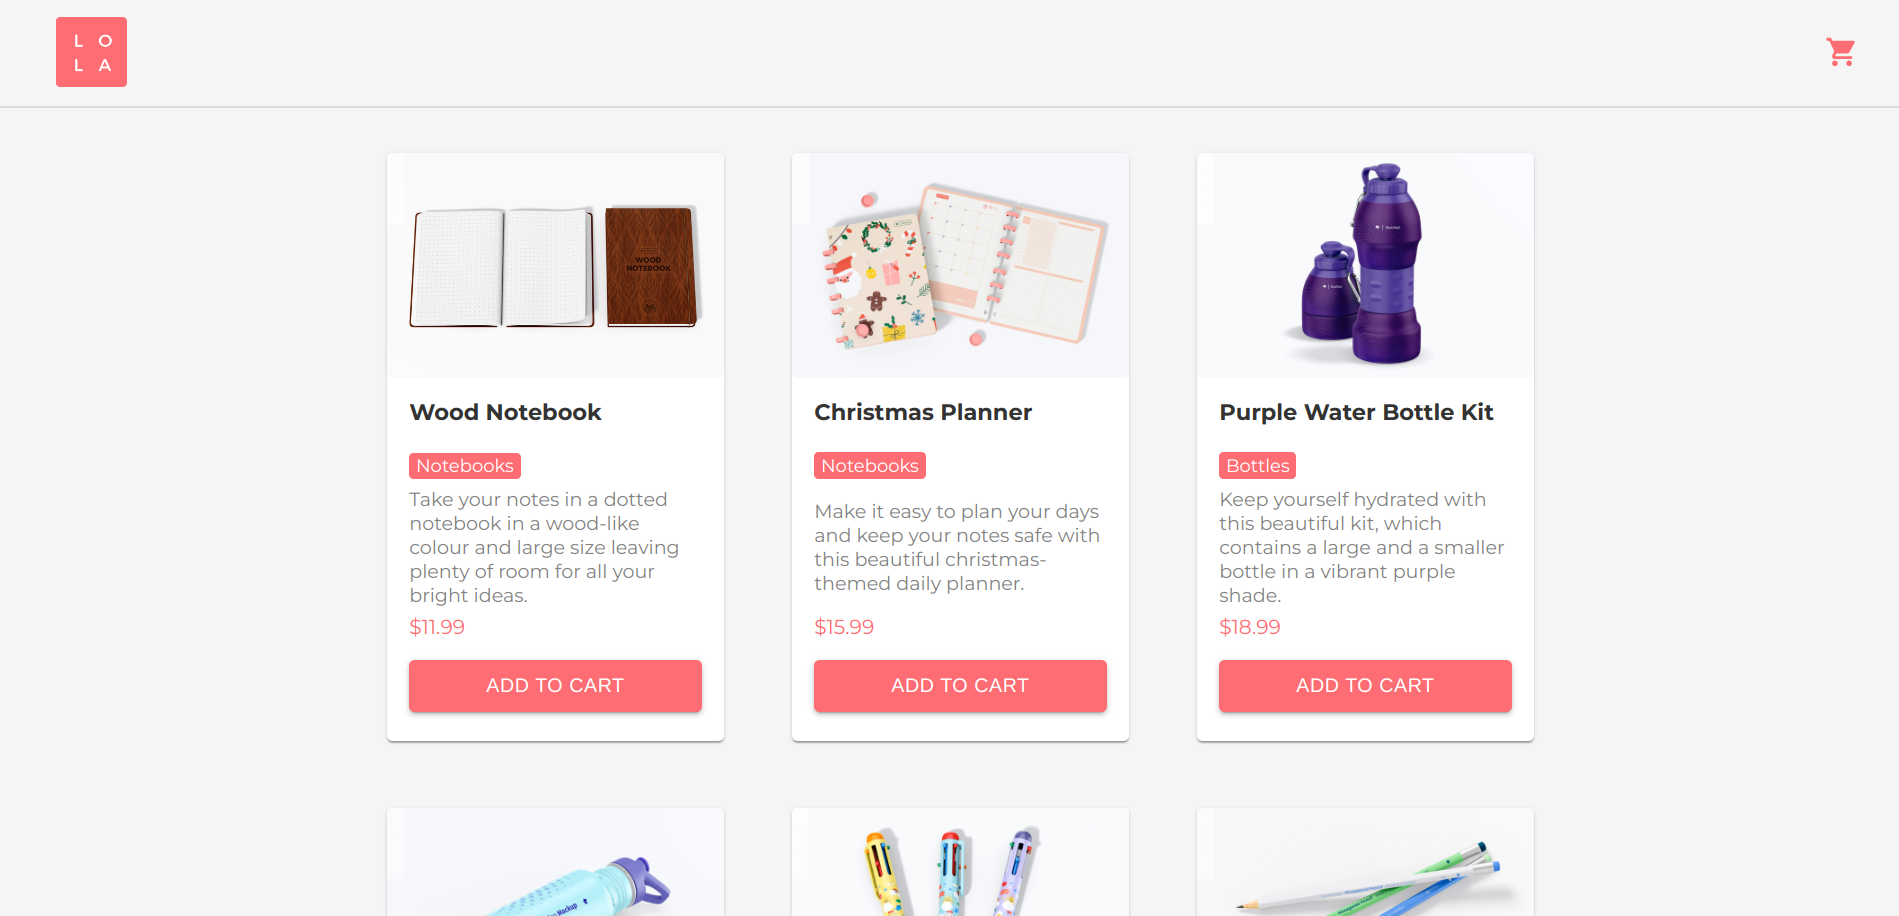 L O
L A
WOOD
NOTEBOOK
Wood Notebook
Notebooks
Take your notes in a dotted
notebook in a wood-like
colour and large size leaving
plenty of room for all your
bright ideas.
$11.99
ADD TO CART
Christmas Planner
Notebooks
Make it easy to plan your days
and keep your notes safe with
this beautiful christmas-
themed daily planner.
$15.99
ADD TO CART
Purple Water Bottle Kit
Bottles
Keep yourself hydrated with
this beautiful kit, which
contains a large and a smaller
bottle in a vibrant purple
shade.
$18.99
ADD TO CART
Mockup